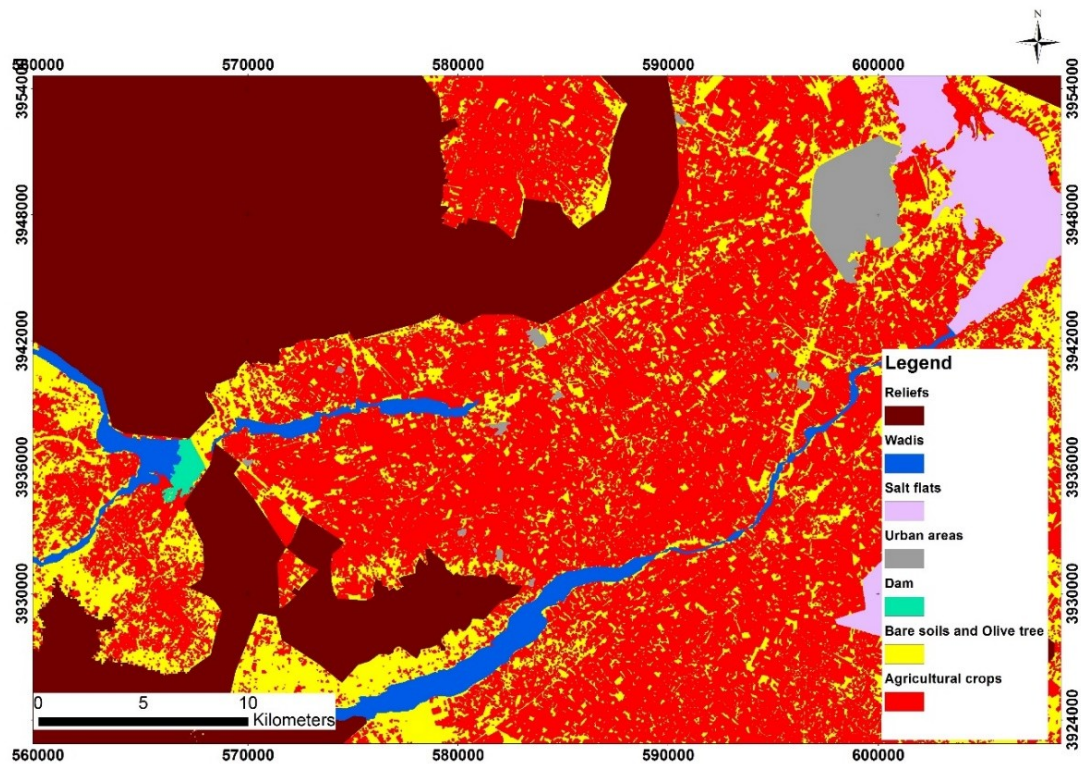 N
560000 570000 580000 590000 600000
3954000 3954000
3948000 3948000
3942000 3942000
3936000 3936000
3930000 3930000
3924000 3924000
Legend
Reliefs
Wadis
Salt flats
Urban areas
Dam
Bare soils and Olive tree
Agricultural crops
0 5 10
Kilometers
560000 570000 580000 590000 600000